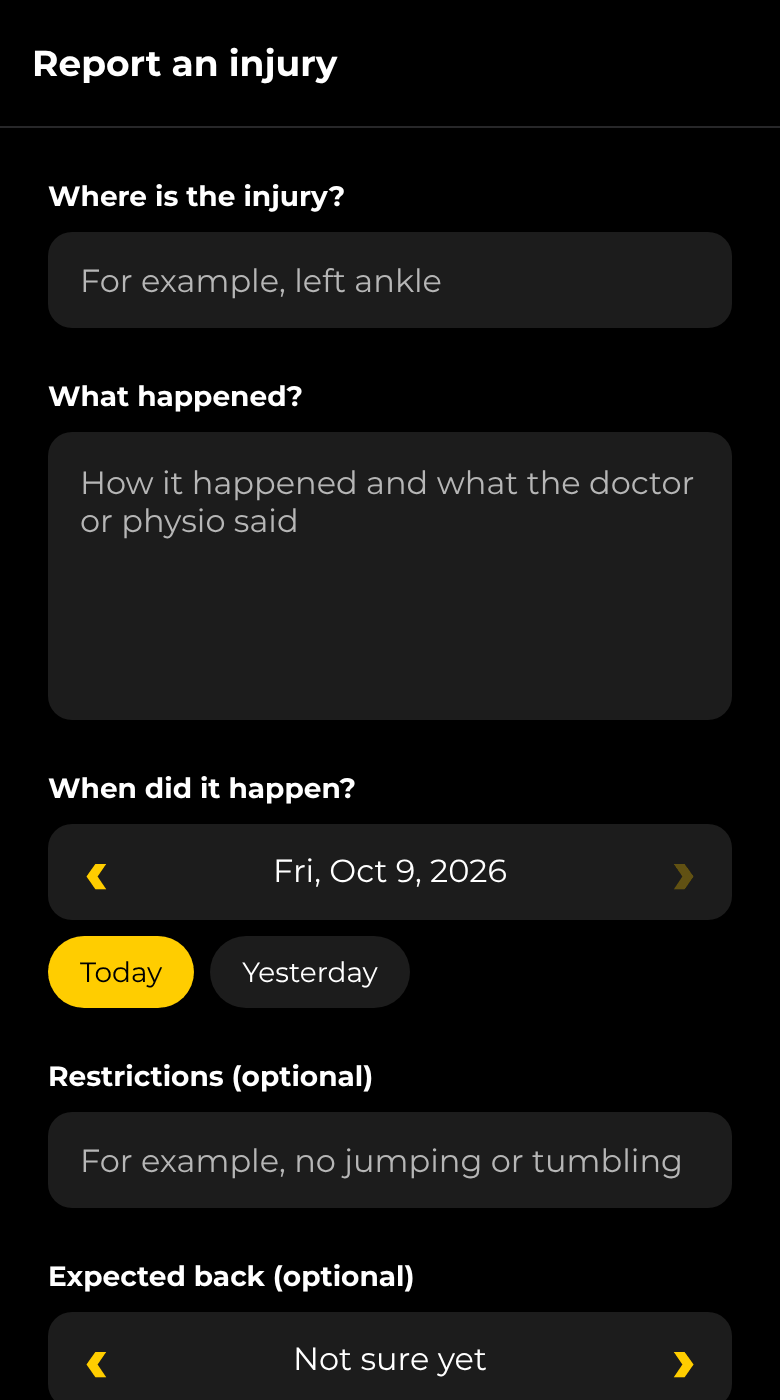 Report an injury
Where is the injury?
For example, left ankle
What happened?
How it happened and what the doctor
or physio said
When did it happen?
‹ Fri, Oct 9, 2026 ›
Today Yesterday
Restrictions (optional)
For example, no jumping or tumbling
Expected back (optional)
‹ Not sure yet ›